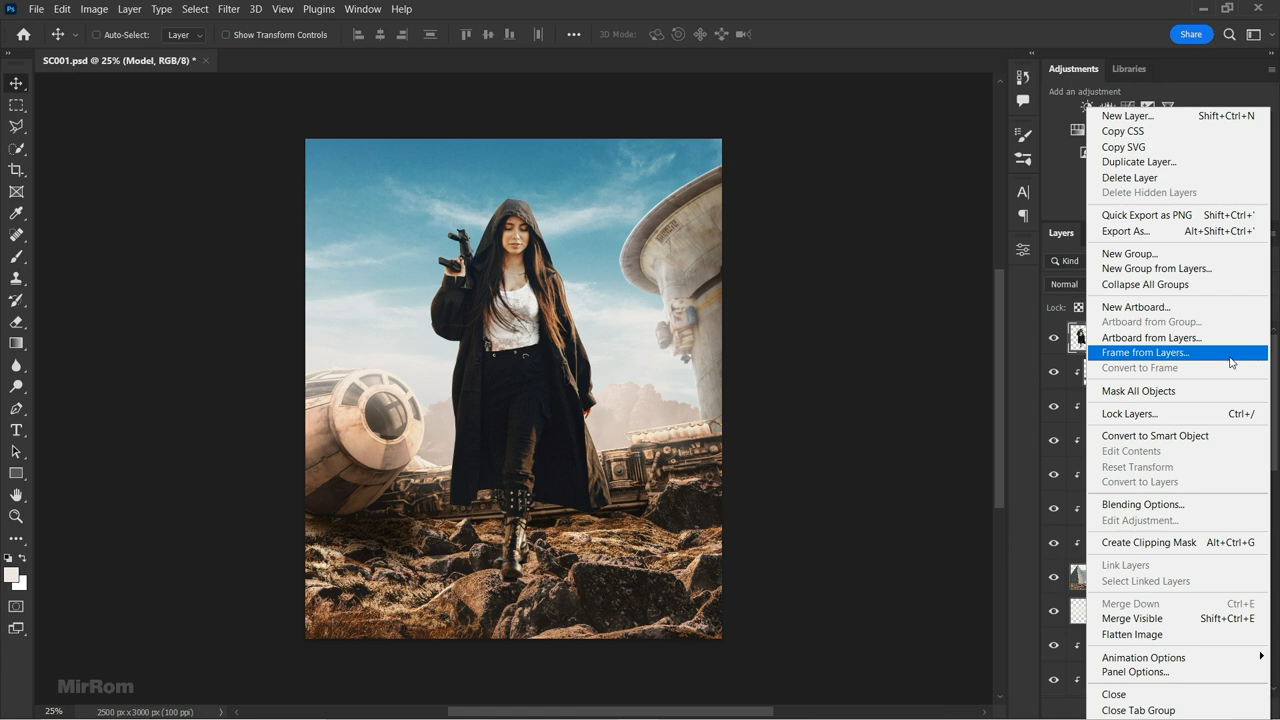 Ps File Edit Image Layer Type Select Filter 3D View Plugins Window Help
Auto-Select: Layer Show Transform Controls 3D Mode: Share
SC001.psd @ 25% (Model, RGB/8) *
Adjustments Libraries
Add an adjustment
Layers
Kind
Normal
Lock:
New Layer... Shift+Ctrl+N
Copy CSS
Copy SVG
Duplicate Layer...
Delete Layer
Delete Hidden Layers
Quick Export as PNG Shift+Ctrl+'
Export As... Alt+Shift+Ctrl+'
New Group...
New Group from Layers...
Collapse All Groups
New Artboard...
Artboard from Group...
Artboard from Layers...
Frame from Layers...
Convert to Frame
Mask All Objects
Lock Layers... Ctrl+/
Convert to Smart Object
Edit Contents
Reset Transform
Convert to Layers
Blending Options...
Edit Adjustment...
Create Clipping Mask Alt+Ctrl+G
Link Layers
Select Linked Layers
Merge Down Ctrl+E
Merge Visible Shift+Ctrl+E
Flatten Image
Animation Options
Panel Options...
Close
Close Tab Group
MirRom
25% 2500 px x 3000 px (100 ppi)